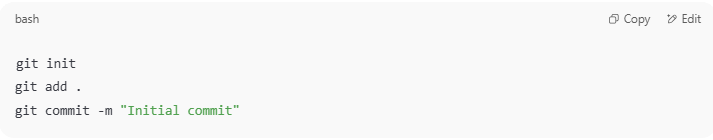 bash Copy Edit
git init
git add .
git commit -m "Initial commit"